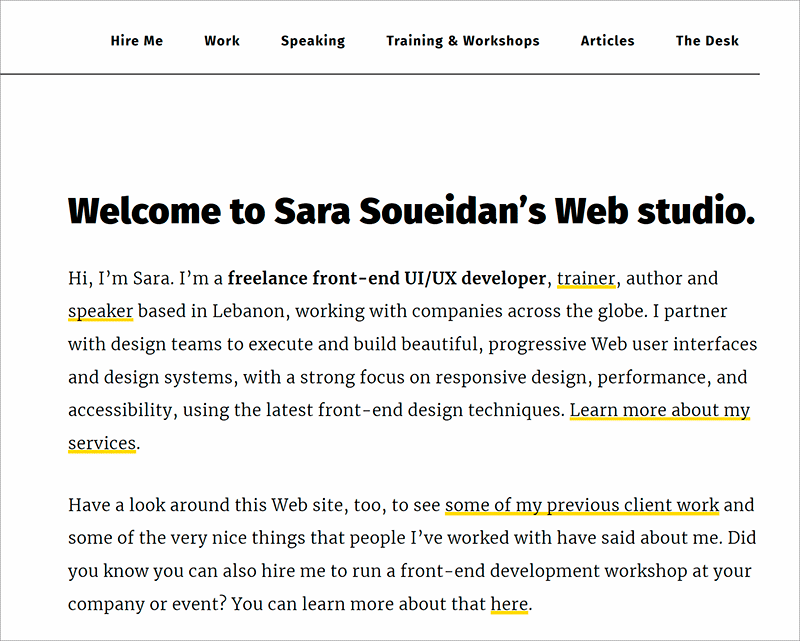 Hire Me Work Speaking Training & Workshops Articles The Desk
Welcome to Sara Soueidan’s Web studio.
Hi, I’m Sara. I’m a freelance front-end UI/UX developer, trainer, author and
speaker based in Lebanon, working with companies across the globe. I partner
with design teams to execute and build beautiful, progressive Web user interfaces
and design systems, with a strong focus on responsive design, performance, and
accessibility, using the latest front-end design techniques. Learn more about my
services.
Have a look around this Web site, too, to see some of my previous client work and
some of the very nice things that people I’ve worked with have said about me. Did
you know you can also hire me to run a front-end development workshop at your
company or event? You can learn more about that here.